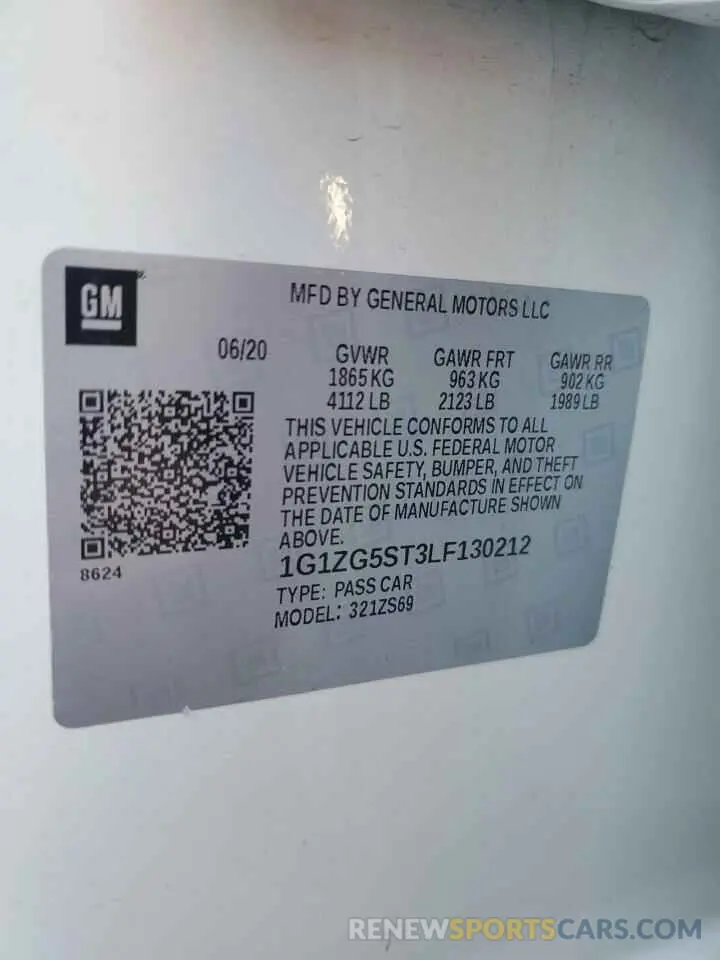 GM
MFD BY GENERAL MOTORS LLC
06/20
GVWR GAWR FRT GAWR RR
1865 KG 963 KG 902 KG
4112 LB 2123 LB 1989 LB
THIS VEHICLE CONFORMS TO ALL
APPLICABLE U.S. FEDERAL MOTOR
VEHICLE SAFETY, BUMPER, AND THEFT
PREVENTION STANDARDS IN EFFECT ON
THE DATE OF MANUFACTURE SHOWN
ABOVE.
8624
1G1ZG5ST3LF130212
TYPE: PASS CAR
MODEL: 321ZS69
RENEWSPORTSCARS.COM